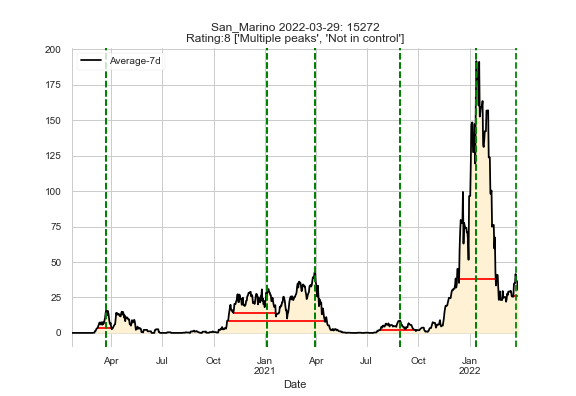 San_Marino 2022-03-29: 15272
Rating:8 ['Multiple peaks', 'Not in control']
Average-7d
200
175
150
125
100
75
50
25
0
Apr
Jul
Oct
Jan
2021
Apr
Jul
Oct
Jan
2022
Date